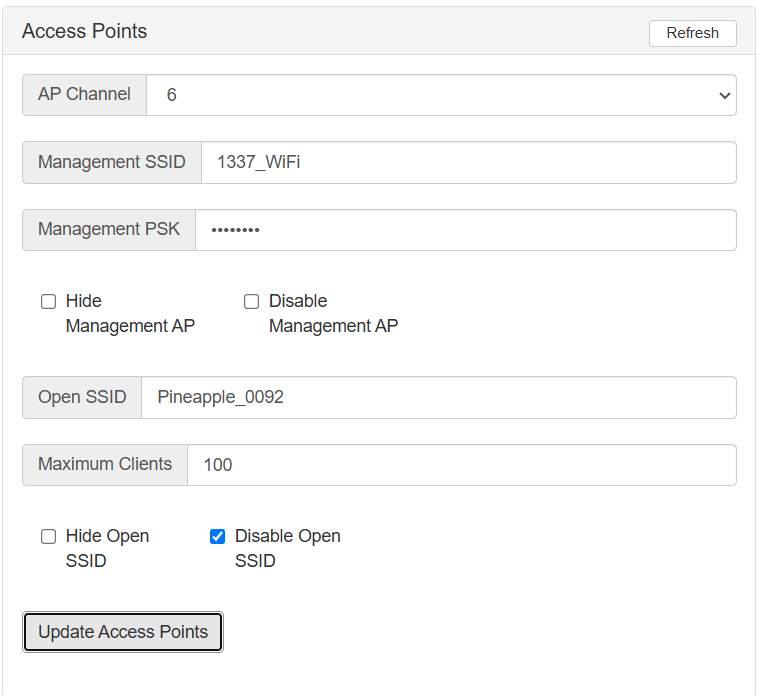 Access Points
Refresh
AP Channel 6
Management SSID 1337_WiFi
Management PSK ••••••••
Hide
Management AP
Disable
Management AP
Open SSID Pineapple_0092
Maximum Clients 100
Hide Open
SSID
Disable Open
SSID
Update Access Points